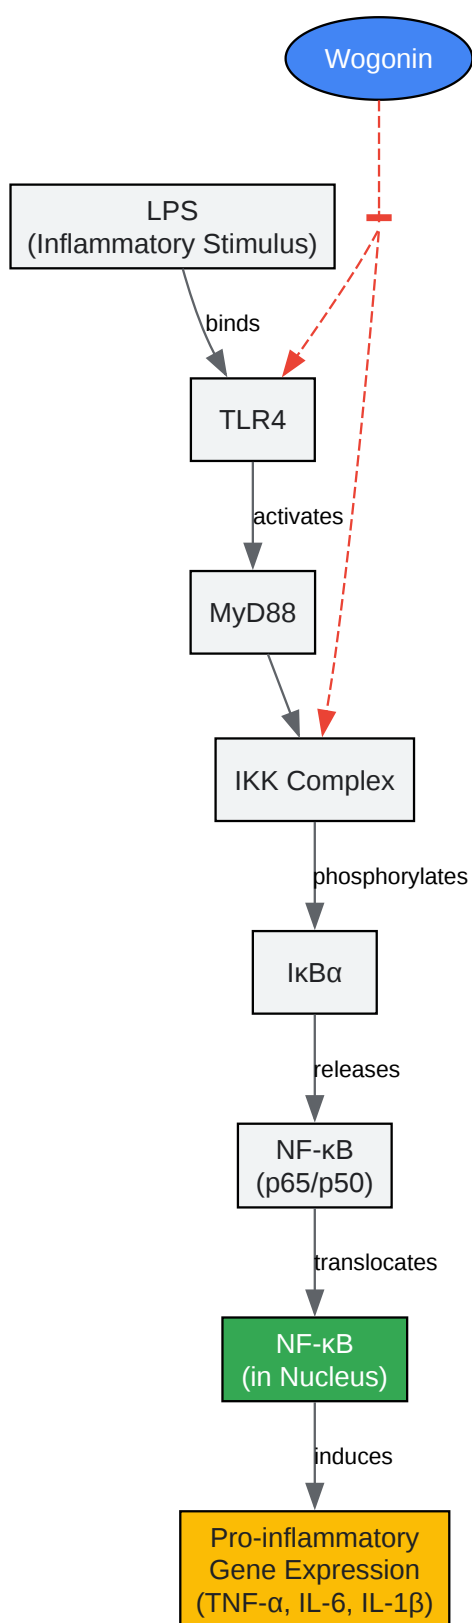 Wogonin
LPS
(Inflammatory Stimulus)
binds
TLR4
activates
MyD88
IKK Complex
phosphorylates
IκBα
releases
NF-κB
(p65/p50)
translocates
NF-κB
(in Nucleus)
induces
Pro-inflammatory
Gene Expression
(TNF-α, IL-6, IL-1β)